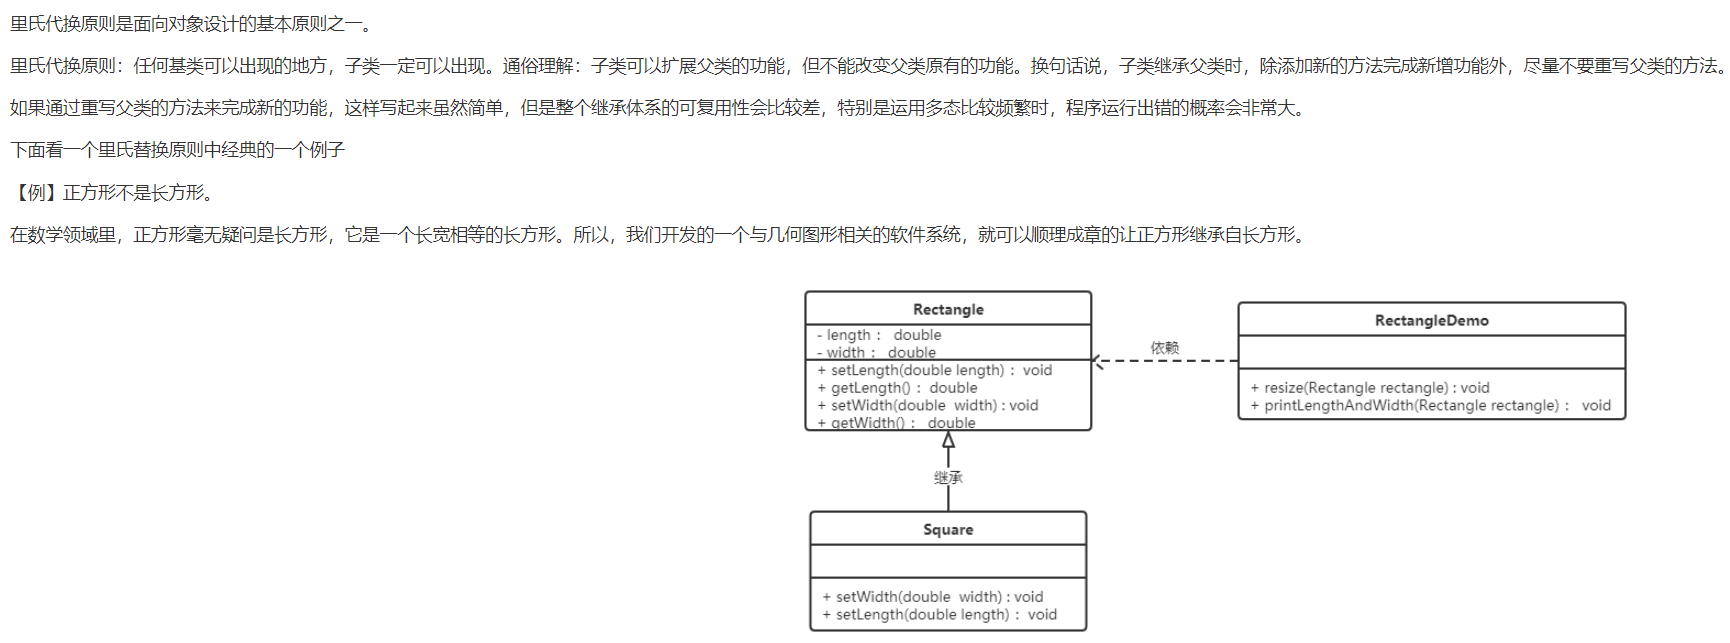 里氏代换原则是面向对象设计的基本原则之一。
里氏代换原则：任何基类可以出现的地方，子类一定可以出现。通俗理解：子类可以扩展父类的功能，但不能改变父类原有的功能。换句话说，子类继承父类时，除添加新的方法完成新增功能外，尽量不要重写父类的方法。
如果通过重写父类的方法来完成新的功能，这样写起来虽然简单，但是整个继承体系的可复用性会比较差，特别是运用多态比较频繁时，程序运行出错的概率会非常大。
下面看一个里氏替换原则中经典的一个例子
【例】正方形不是长方形。
在数学领域里，正方形毫无疑问是长方形，它是一个长宽相等的长方形。所以，我们开发的一个与几何图形相关的软件系统，就可以顺理成章的让正方形继承自长方形。
Rectangle
- length： double
- width： double
+ setLength(double length)： void
+ getLength()： double
+ setWidth(double width) : void
+ getWidth()： double
依赖
RectangleDemo
+ resize(Rectangle rectangle) : void
+ printLengthAndWidth(Rectangle rectangle)： void
继承
Square
+ setWidth(double width) : void
+ setLength(double length)： void